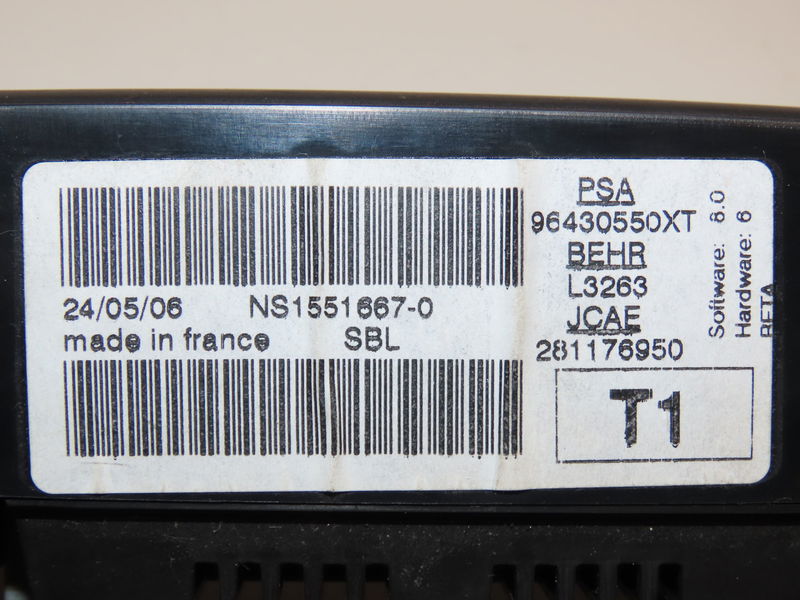 24/05/06 NS1551667-0
made in france SBL
PSA
96430550XT
BEHR
L3263
JCAE
281176950
T1
Software: 6.0
Hardware: 6